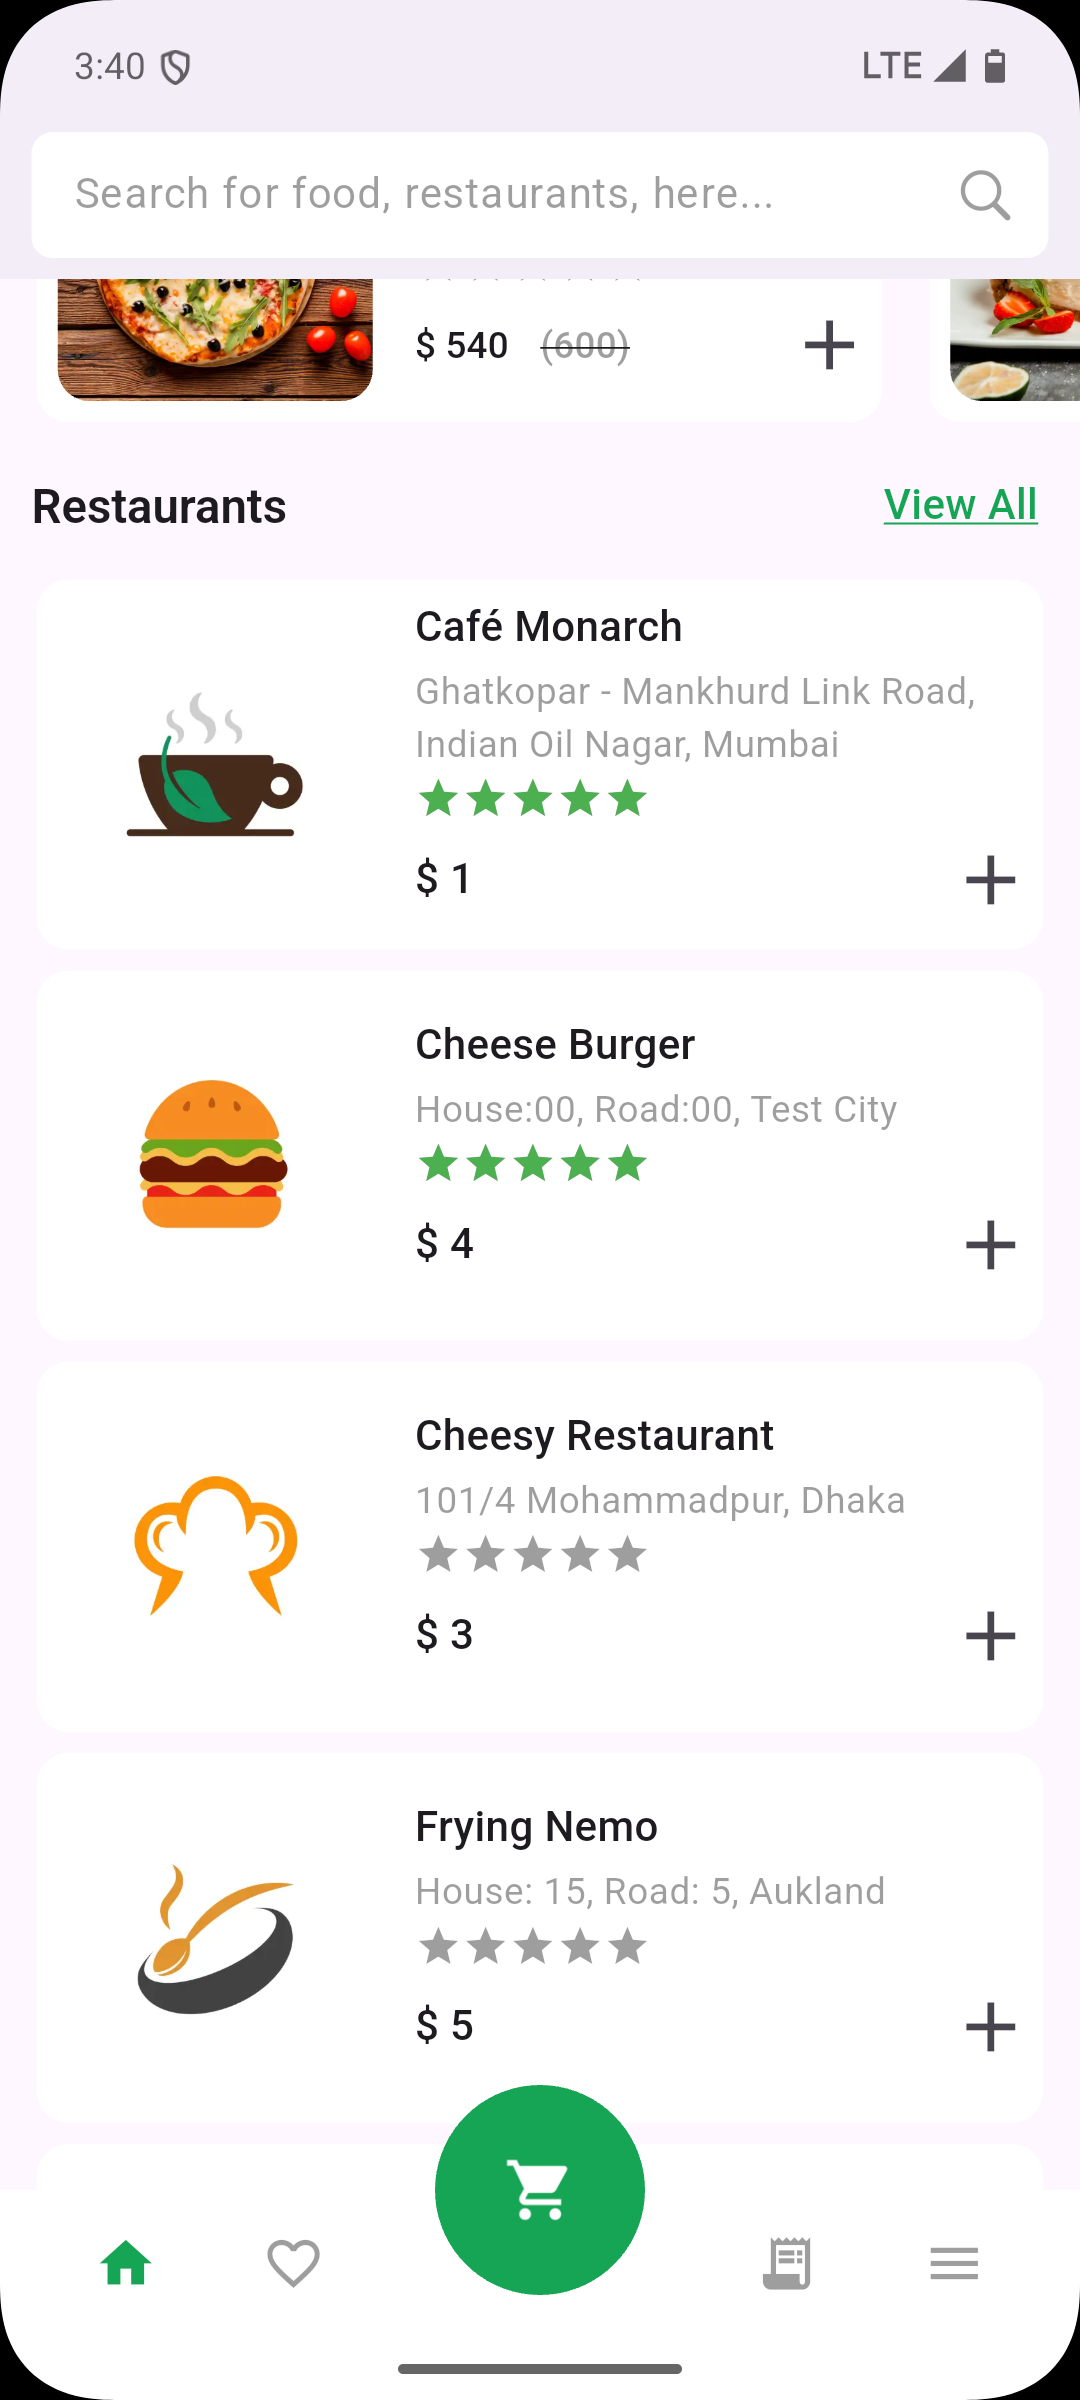 3:40
LTE
Search for food, restaurants, here...
$ 540 (600)
Restaurants
View All
Café Monarch
Ghatkopar - Mankhurd Link Road,
Indian Oil Nagar, Mumbai
$ 1
Cheese Burger
House:00, Road:00, Test City
$ 4
Cheesy Restaurant
101/4 Mohammadpur, Dhaka
$ 3
Frying Nemo
House: 15, Road: 5, Aukland
$ 5